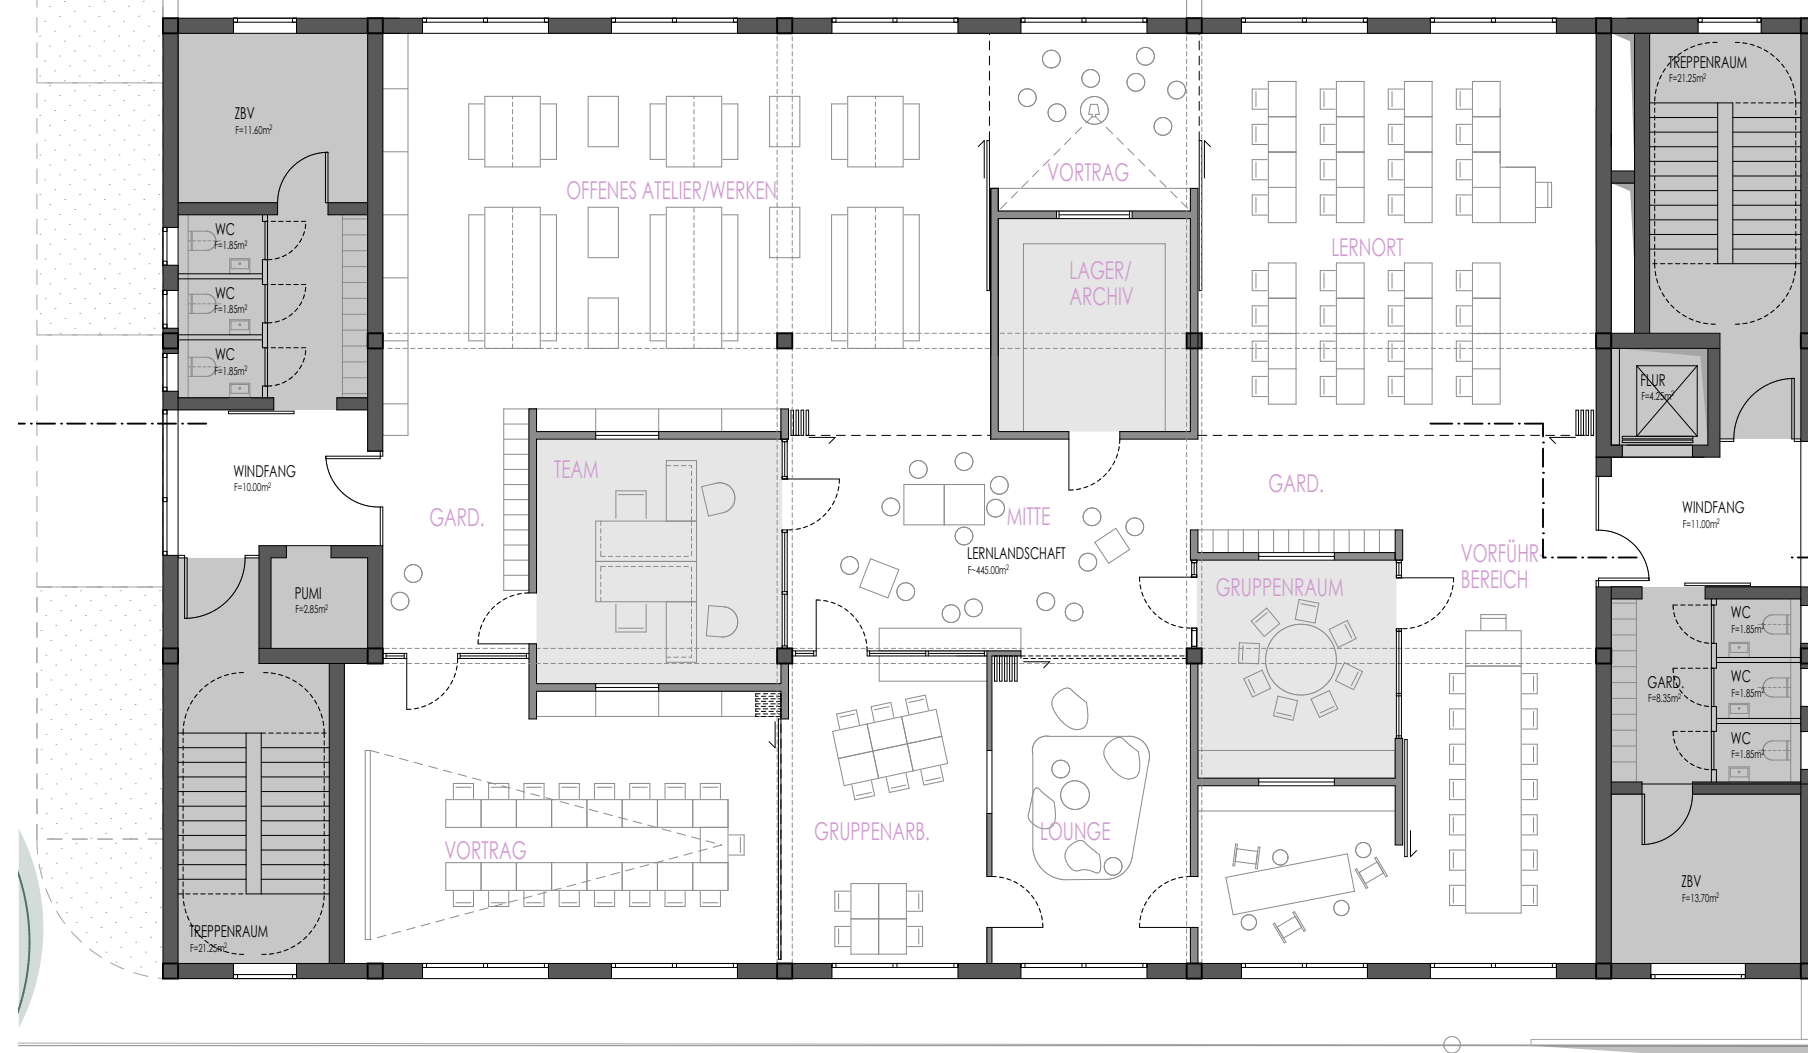 TREPPENRAUM
F=21.25m²
ZBV
F=11.60m²
VORTRAG
OFFENES ATELIER/WERKEN
WC
F=1.85m²
LERNORT
LAGER/
ARCHIV
WC
F=1.85m²
WC
F=1.85m²
FLUR
F=4.25m²
WINDFANG
F=10.00m²
TEAM
GARD.
GARD.
MITTE
WINDFANG
F=11.00m²
LERNLANDSCHAFT
F~445.00m²
VORFÜHR
BEREICH
GRUPPENRAUM
PUMI
F=2.85m²
WC
F=1.85m²
GARD.
F=8.35m²
WC
F=1.85m²
WC
F=1.85m²
VORTRAG
GRUPPENARB.
LOUNGE
ZBV
F=13.70m²
TREPPENRAUM
F=21.25m²